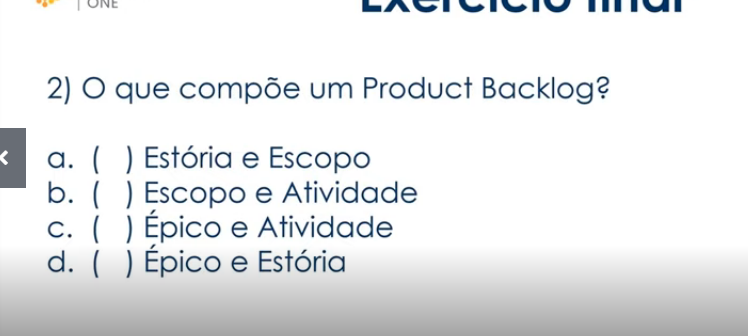 ONE
Exercício final
2) O que compõe um Product Backlog?
a. ( ) Estória e Escopo
b. ( ) Escopo e Atividade
c. ( ) Épico e Atividade
d. ( ) Épico e Estória